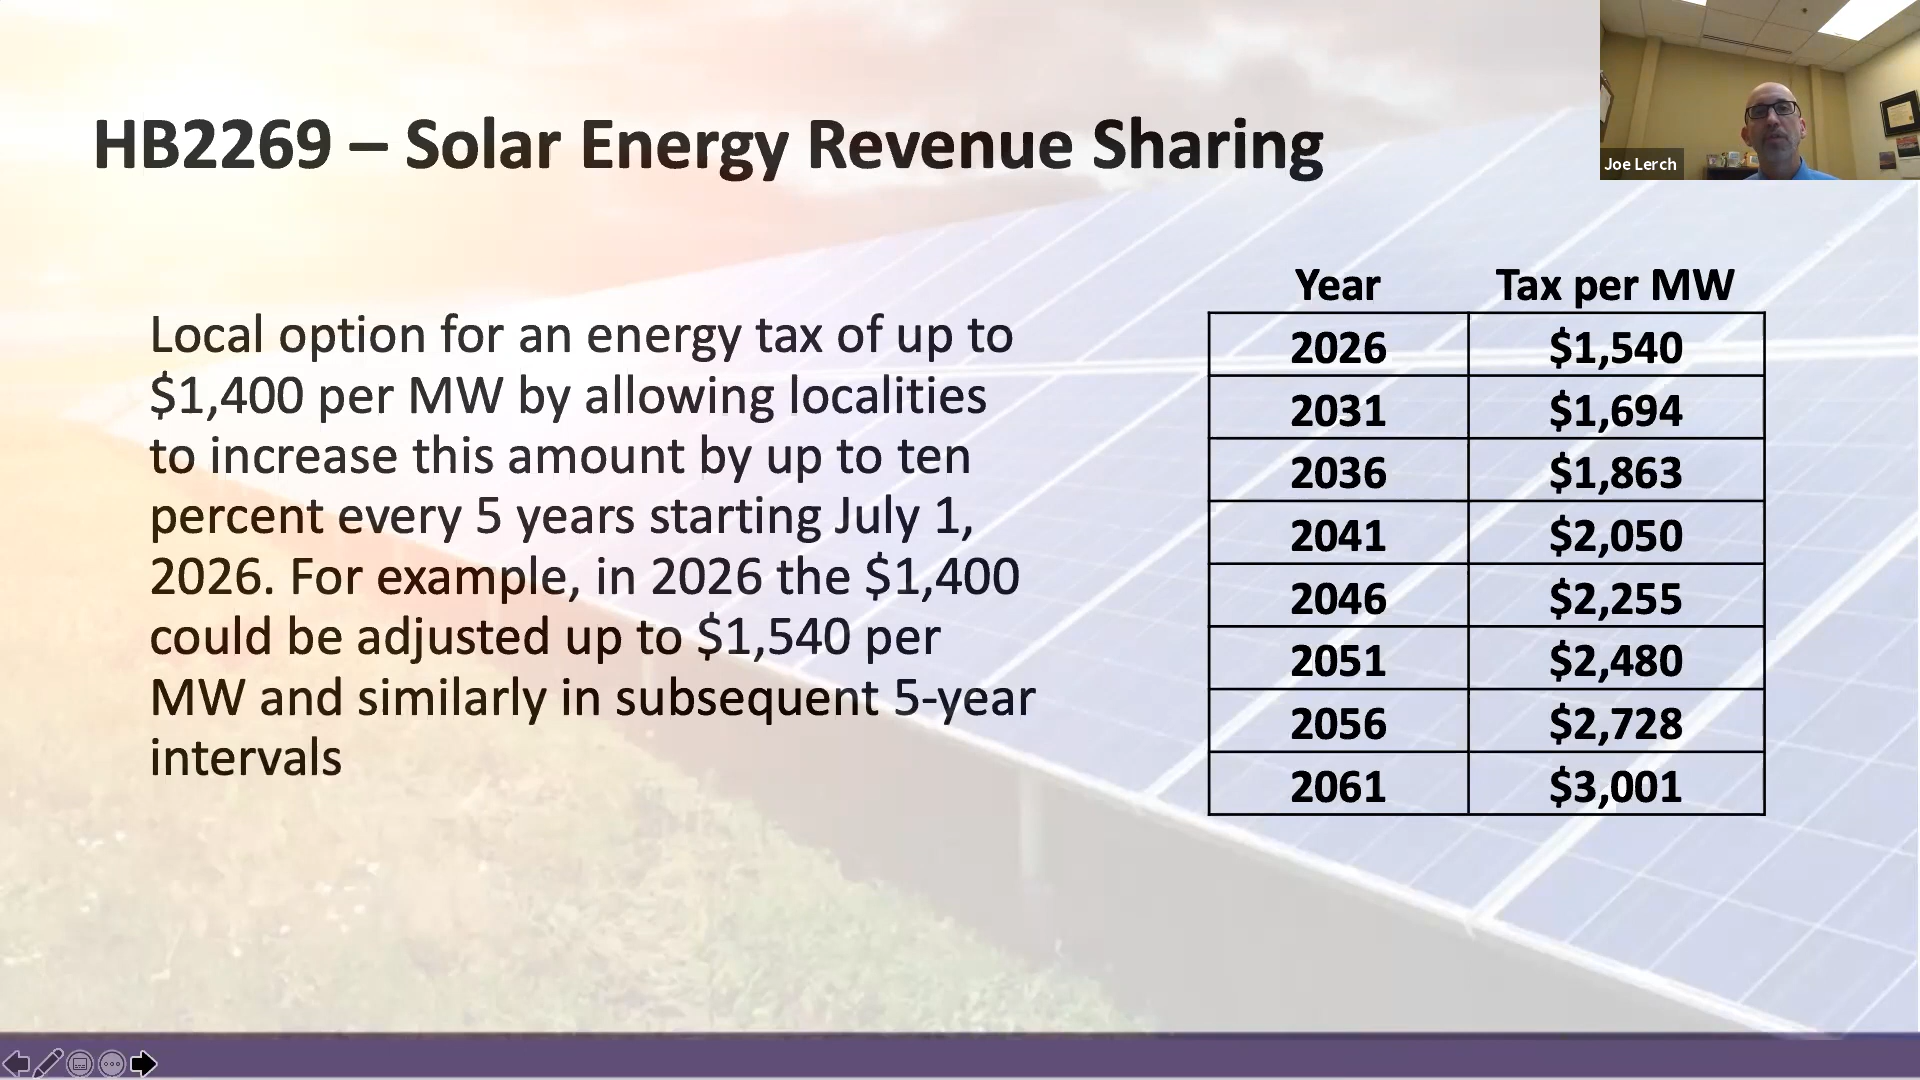 HB2269 – Solar Energy Revenue Sharing
Joe Lerch
Local option for an energy tax of up to
$1,400 per MW by allowing localities
to increase this amount by up to ten
percent every 5 years starting July 1,
2026. For example, in 2026 the $1,400
could be adjusted up to $1,540 per
MW and similarly in subsequent 5-year
intervals
Year Tax per MW
2026 $1,540
2031 $1,694
2036 $1,863
2041 $2,050
2046 $2,255
2051 $2,480
2056 $2,728
2061 $3,001